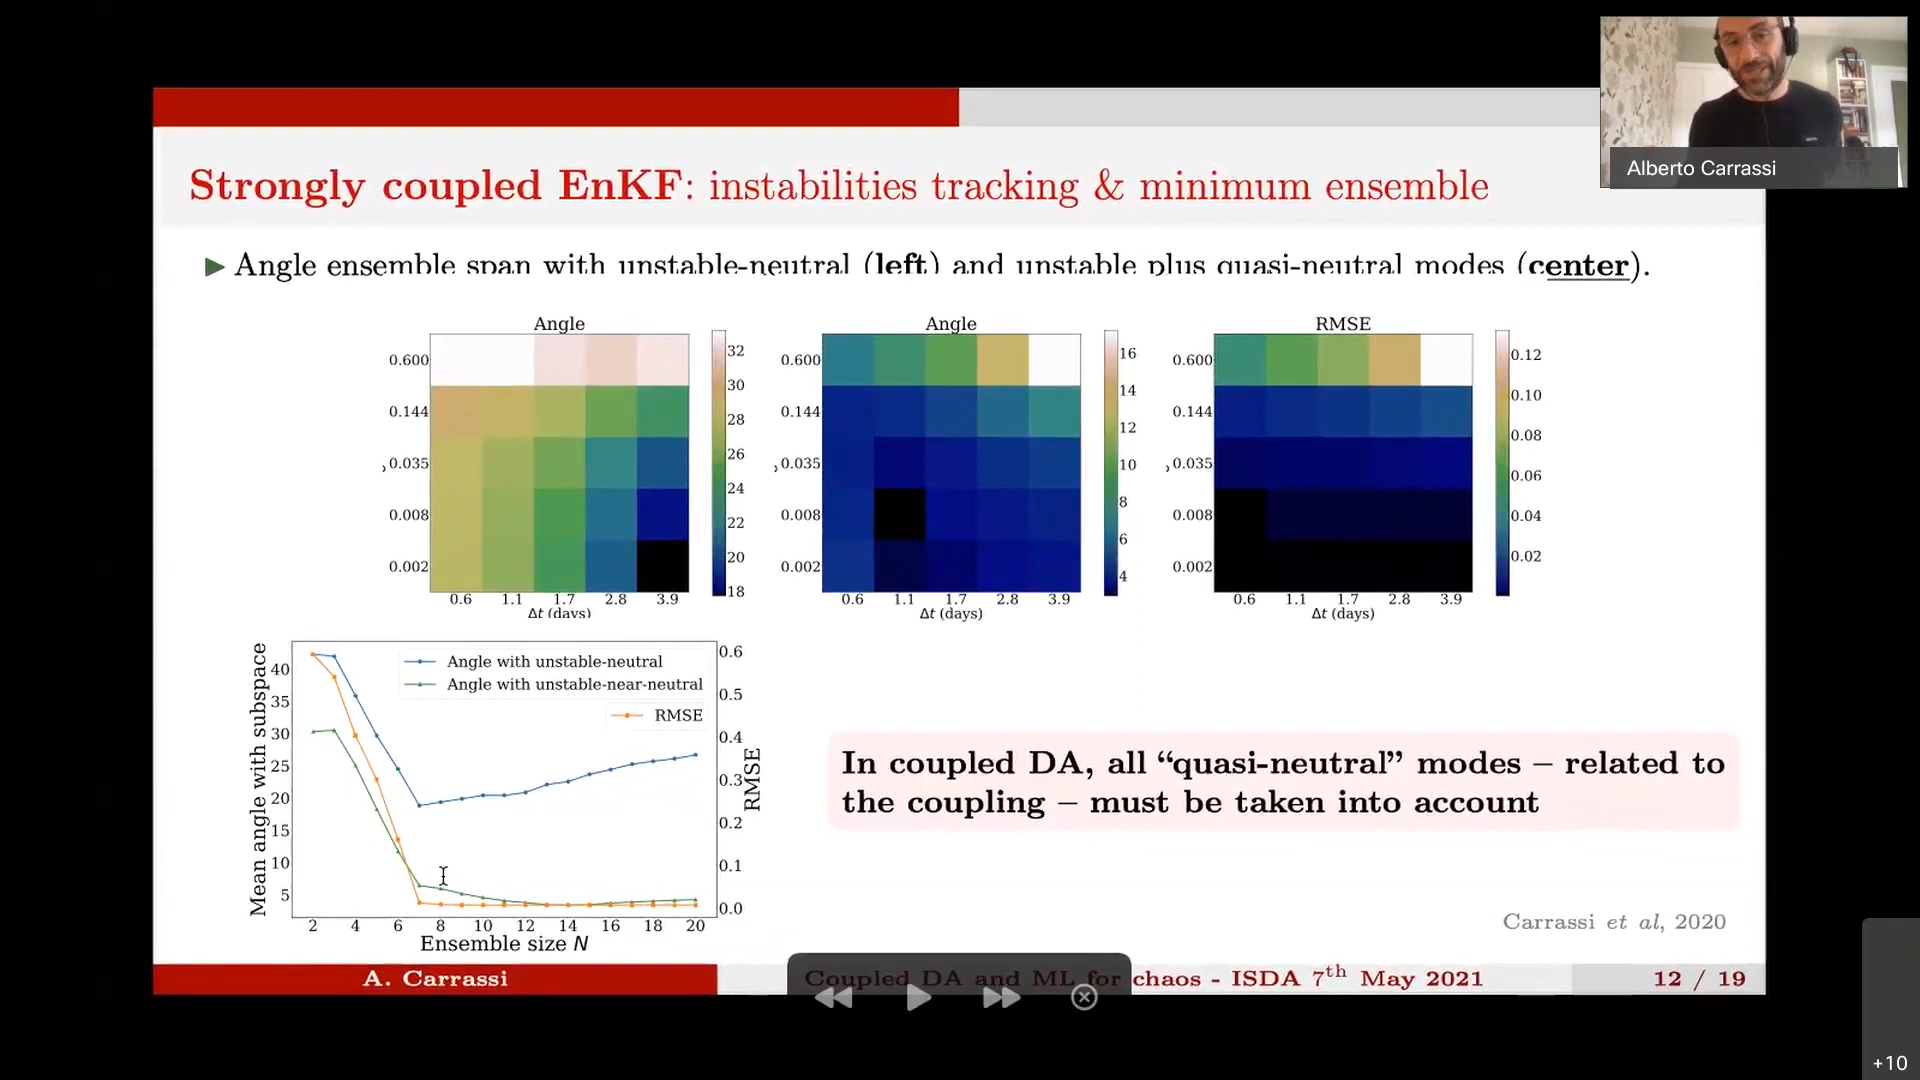 Alberto Carrassi
Strongly coupled EnKF: instabilities tracking & minimum ensemble
▶ Angle ensemble span with unstable-neutral (left) and unstable plus quasi-neutral modes (center).
Angle
0.600
0.144
0.035
0.008
0.002
0.6 1.1 1.7 2.8 3.9
Δt (days)
32
30
28
26
24
22
20
18
Angle
0.600
0.144
0.035
0.008
0.002
0.6 1.1 1.7 2.8 3.9
Δt (days)
16
14
12
10
8
6
4
RMSE
0.600
0.144
0.035
0.008
0.002
0.6 1.1 1.7 2.8 3.9
Δt (days)
0.12
0.10
0.08
0.06
0.04
0.02
Mean angle with subspace
40
35
30
25
20
15
10
5
Angle with unstable-neutral
Angle with unstable-near-neutral
RMSE
0.6
0.5
0.4
0.3
0.2
0.1
0.0
RMSE
2 4 6 8 10 12 14 16 18 20
Ensemble size N
In coupled DA, all “quasi-neutral” modes – related to
the coupling – must be taken into account
Carrassi et al, 2020
A. Carrassi
Coupled DA and ML for chaos - ISDA 7th May 2021
12 / 19
+10